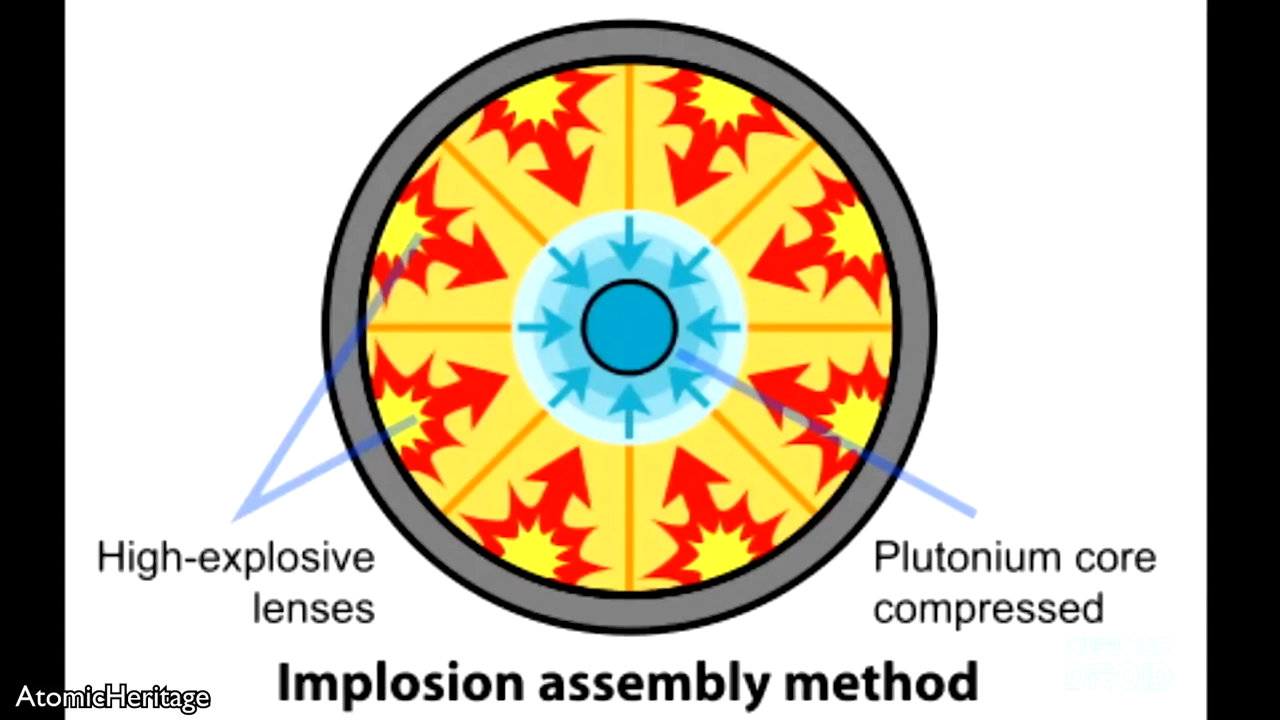 High-explosive
lenses
Plutonium core
compressed
Implosion assembly method
AtomicHeritage